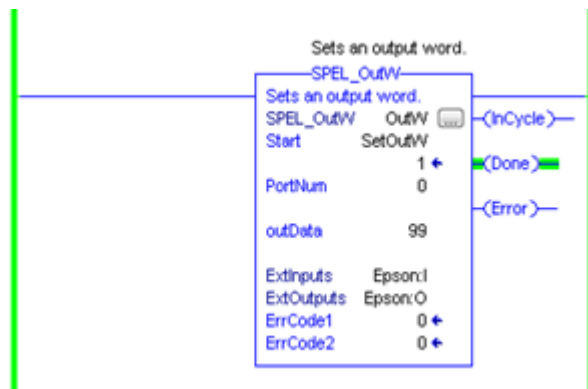 Sets an output word.
SPEL_OutW
Sets an output word.
SPEL_OutW OutW ... (InCycle)
Start SetOutW
1 (Done)
PortNum 0
(Error)
outData 99
ExtInputs Epson:I
ExtOutputs Epson:O
ErrCode1 0
ErrCode2 0